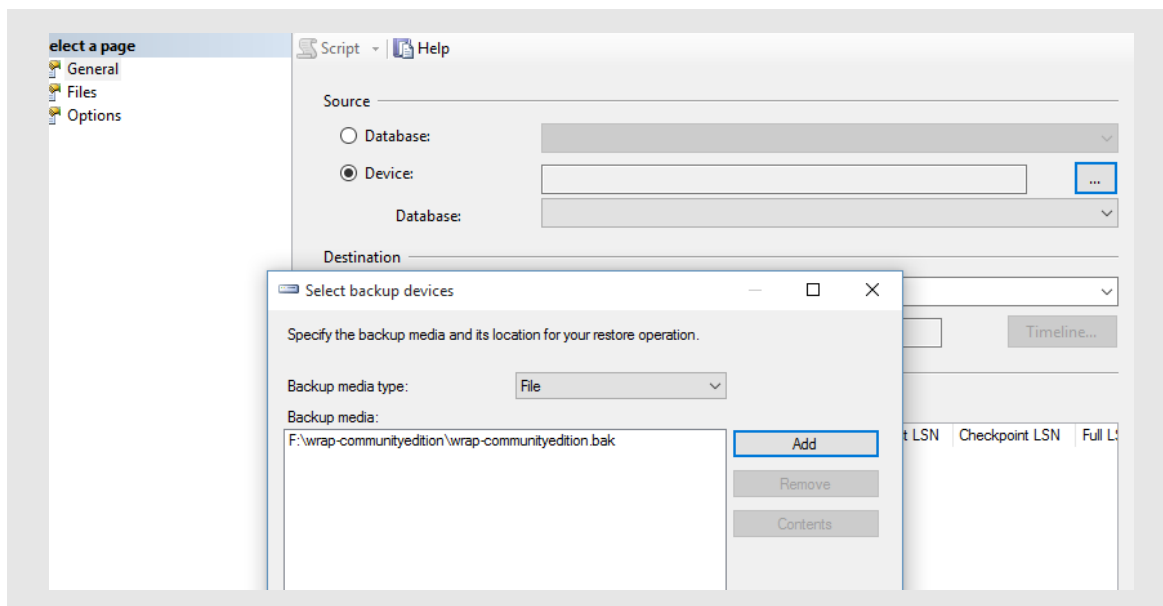 elect a page
General
Files
Options
Script
Help
Source
Database:
Device:
...
Database:
Destination
Select backup devices
Timeline...
Specify the backup media and its location for your restore operation.
Backup media type:
File
Backup media:
F:\wrap-communityedition\wrap-communityedition.bak
Add
Remove
Contents
t LSN Checkpoint LSN Full L